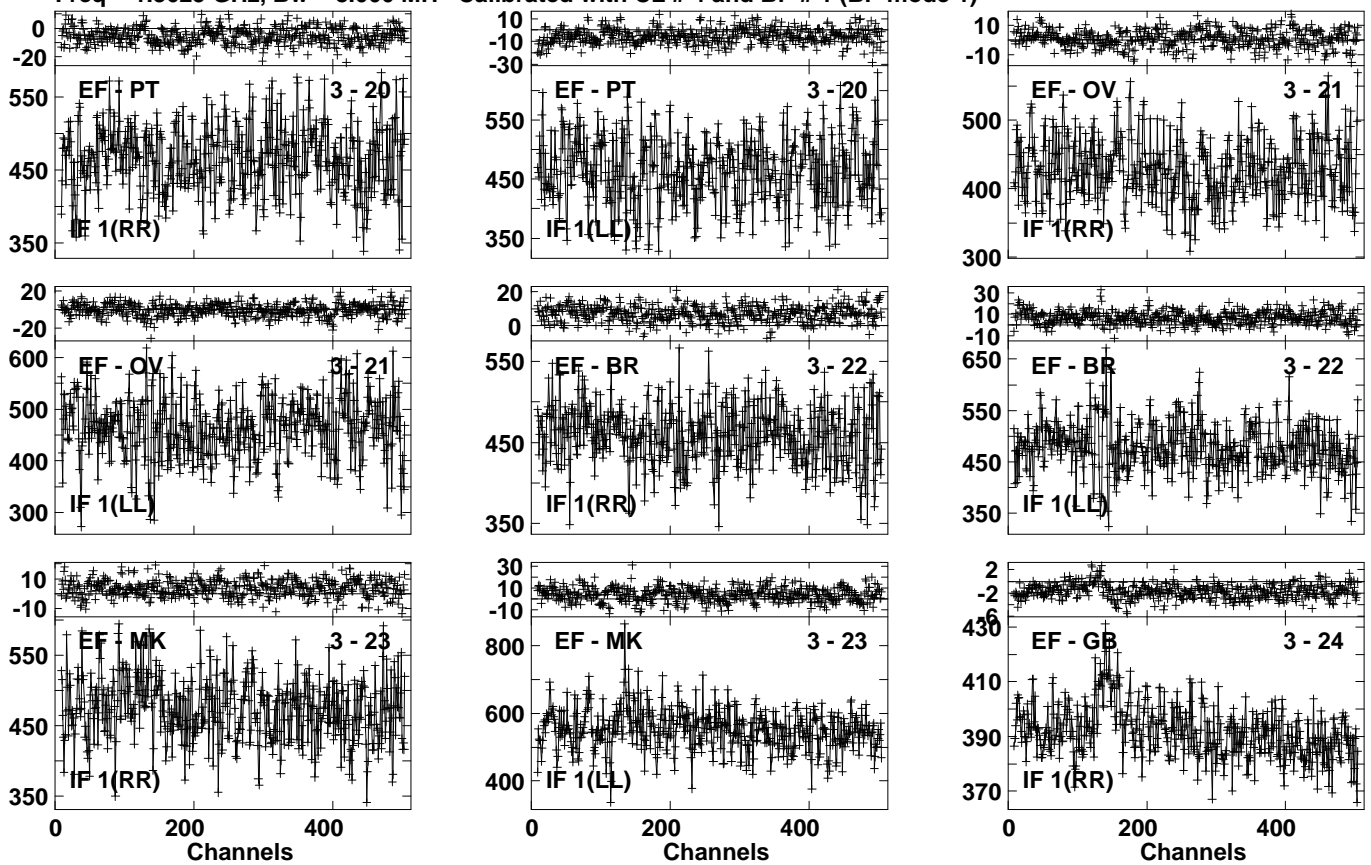 Calibrated with and mode
0
-20
10
-10
-30
10
-10
EF - PT 3 - 20
550
450
350
IF 1(RR)
EF - PT 3 - 20
550
450
350
IF 1(LL)
EF - OV 3 - 21
500
400
300
IF 1(RR)
20
-20
20
0
30
10
-10
EF - OV 3 - 21
600
500
400
300
IF 1(LL)
EF - BR 3 - 22
550
450
350
IF 1(RR)
EF - BR 3 - 22
650
550
450
350
IF 1(LL)
10
-10
30
10
-10
2
-2
-6
EF - MK 3 - 23
550
450
350
IF 1(RR)
0 200 400
Channels
EF - MK 3 - 23
800
600
400
IF 1(LL)
0 200 400
Channels
EF - GB 3 - 24
430
410
390
370
IF 1(RR)
0 200 400
Channels